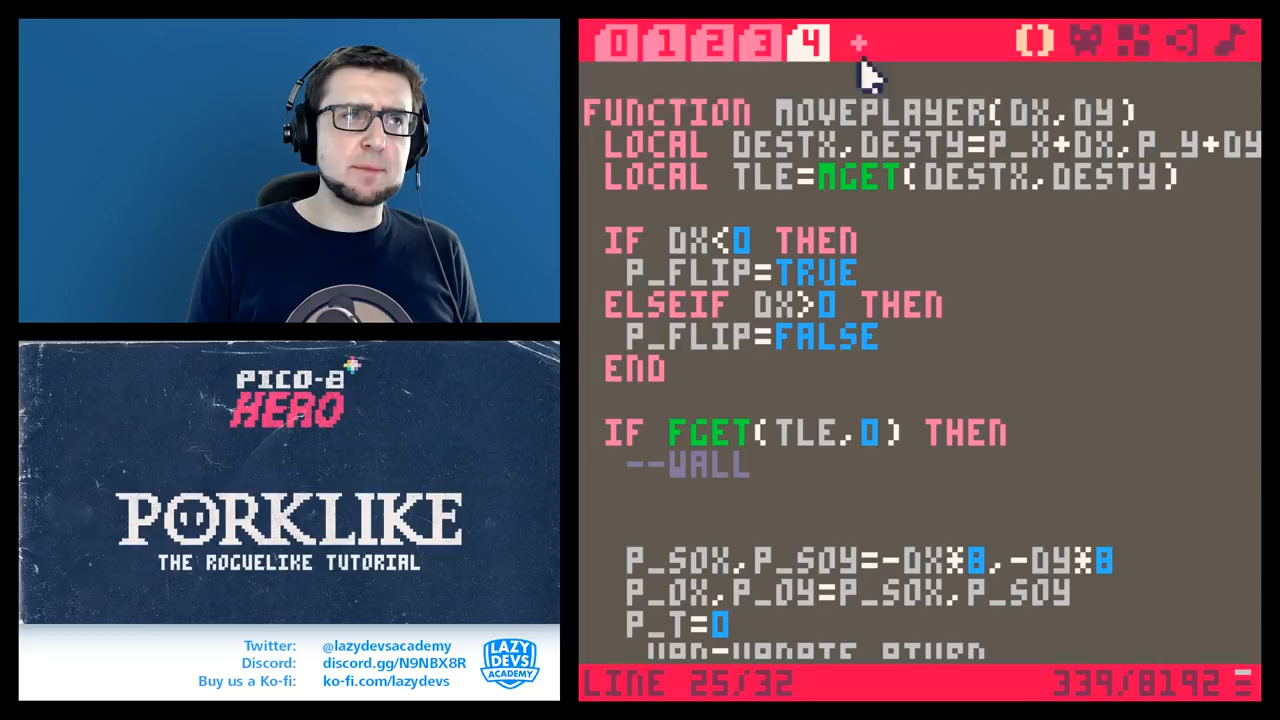 PICO-8
HERO
PORKLIKE
THE ROGUELIKE TUTORIAL
Twitter: @lazydevsacademy
Discord: discord.gg/N9NBX8R
Buy us a Ko-fi: ko-fi.com/lazydevs
LAZY
DEVS
ACADEMY
0 1 2 3 4 +
FUNCTION MOVEPLAYER(DX,DY)
LOCAL DESTX,DESTY=P_X+DX,P_Y+DY
LOCAL TLE=MGET(DESTX,DESTY)
IF DX<0 THEN
P_FLIP=TRUE
ELSEIF DX>0 THEN
P_FLIP=FALSE
END
IF FGET(TLE,0) THEN
--WALL
P_SOX,P_SOY=-DX*8,-DY*8
P_OX,P_OY=P_SOX,P_SOY
P_T=0
LINE 25/32
339/8192